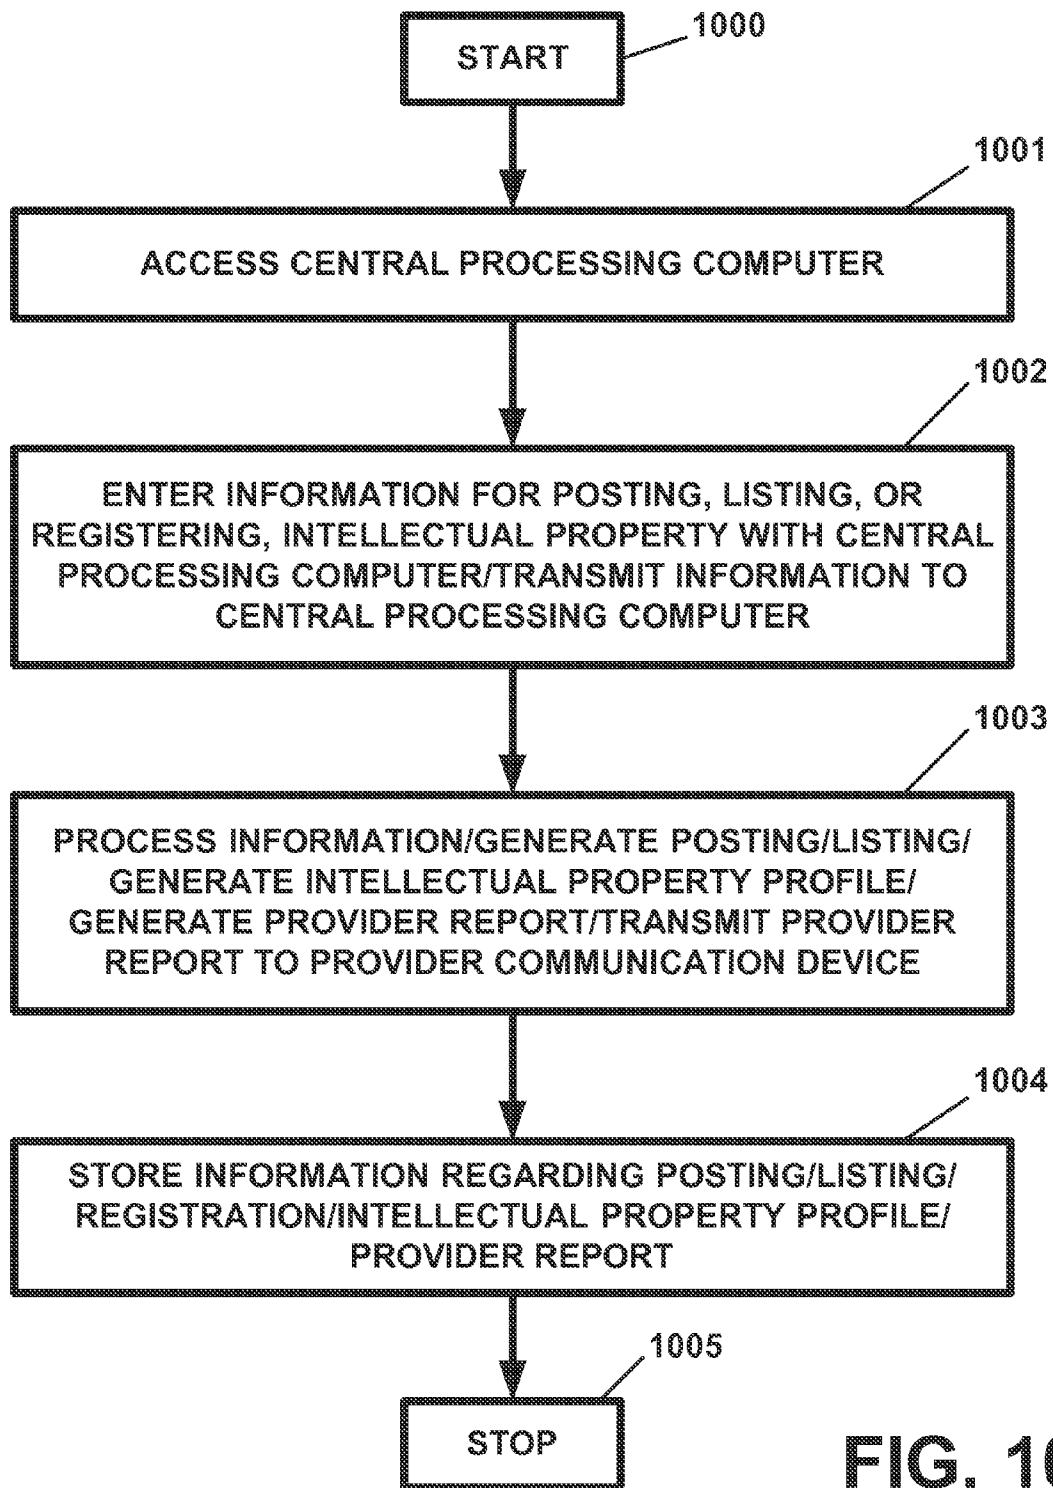 START
1000
1001
ACCESS CENTRAL PROCESSING COMPUTER
1002
ENTER INFORMATION FOR POSTING, LISTING, OR
REGISTERING, INTELLECTUAL PROPERTY WITH CENTRAL
PROCESSING COMPUTER/TRANSMIT INFORMATION TO
CENTRAL PROCESSING COMPUTER
1003
PROCESS INFORMATION/GENERATE POSTING/LISTING/
GENERATE INTELLECTUAL PROPERTY PROFILE/
GENERATE PROVIDER REPORT/TRANSMIT PROVIDER
REPORT TO PROVIDER COMMUNICATION DEVICE
1004
STORE INFORMATION REGARDING POSTING/LISTING/
REGISTRATION/INTELLECTUAL PROPERTY PROFILE/
PROVIDER REPORT
1005
STOP
FIG. 10